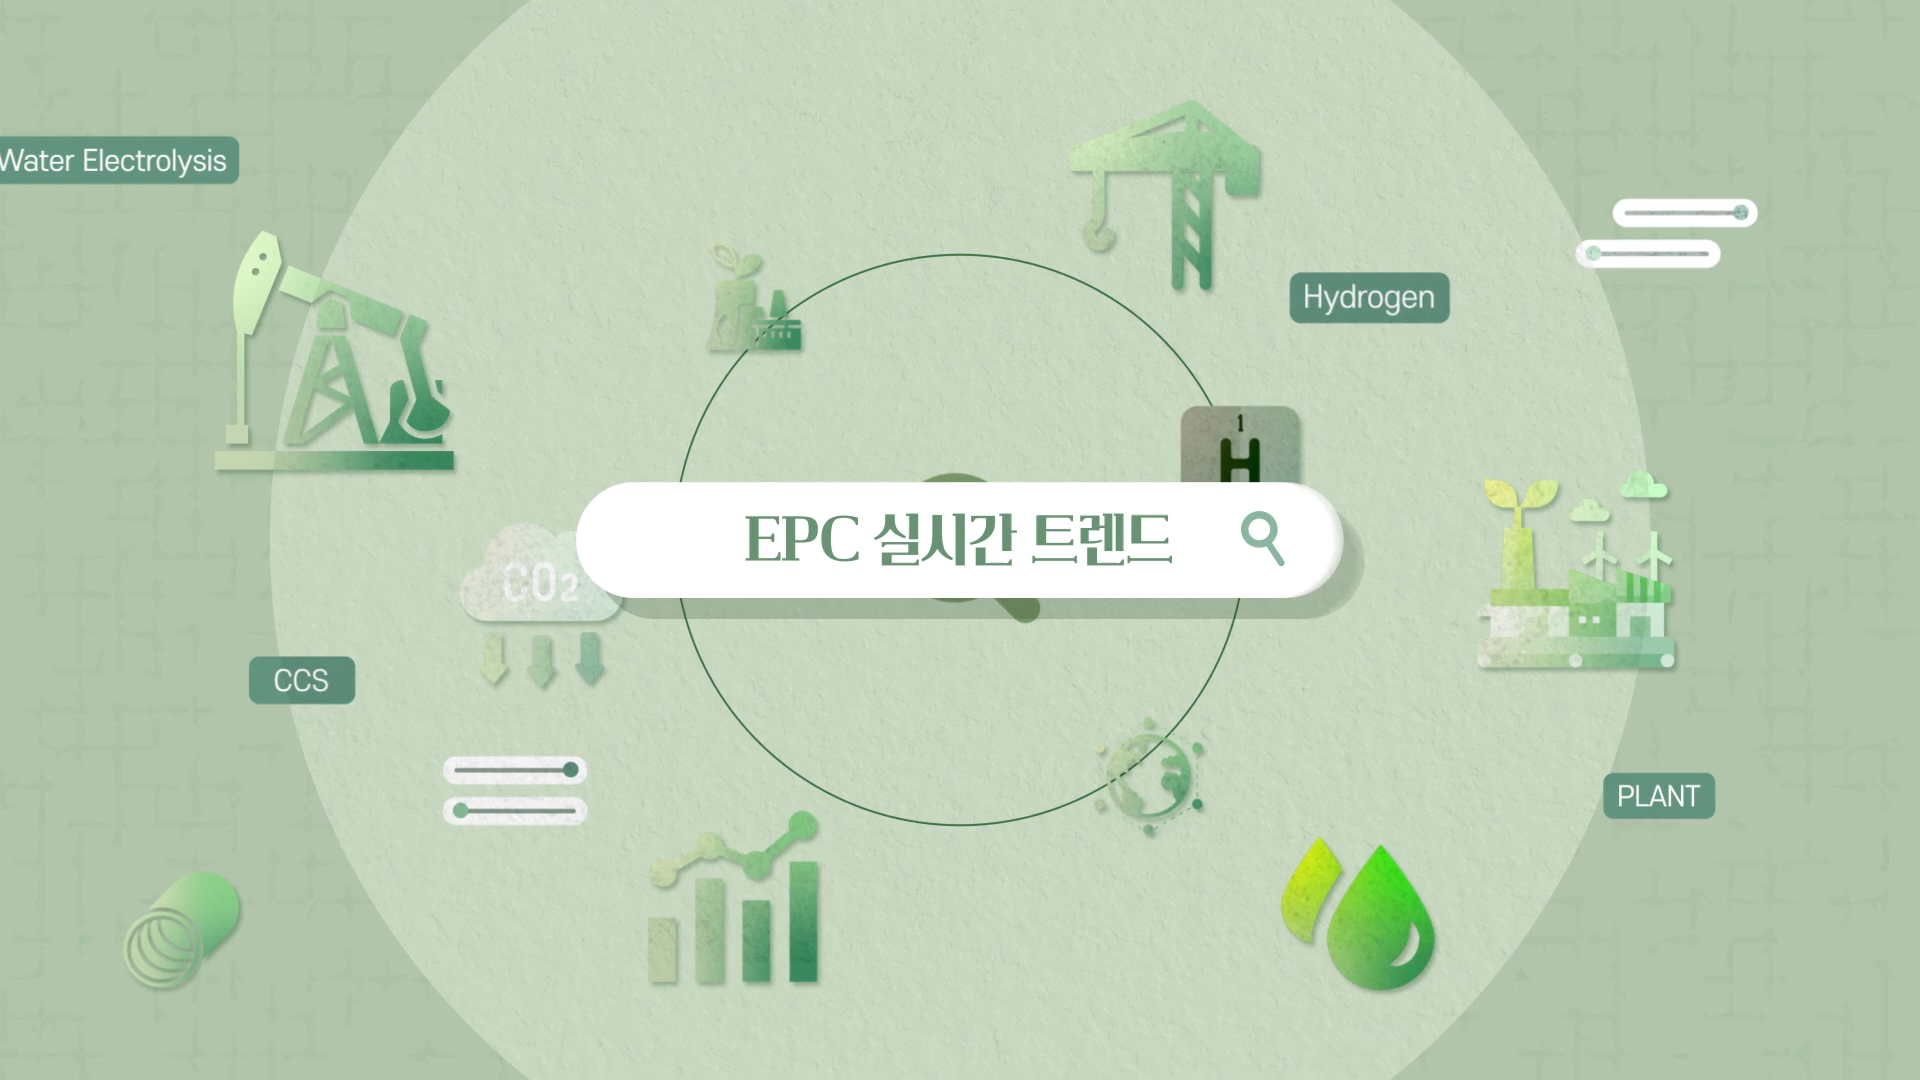 Water Electrolysis
Hydrogen
1
H
EPC 실시간 트렌드
CO₂
CCS
PLANT